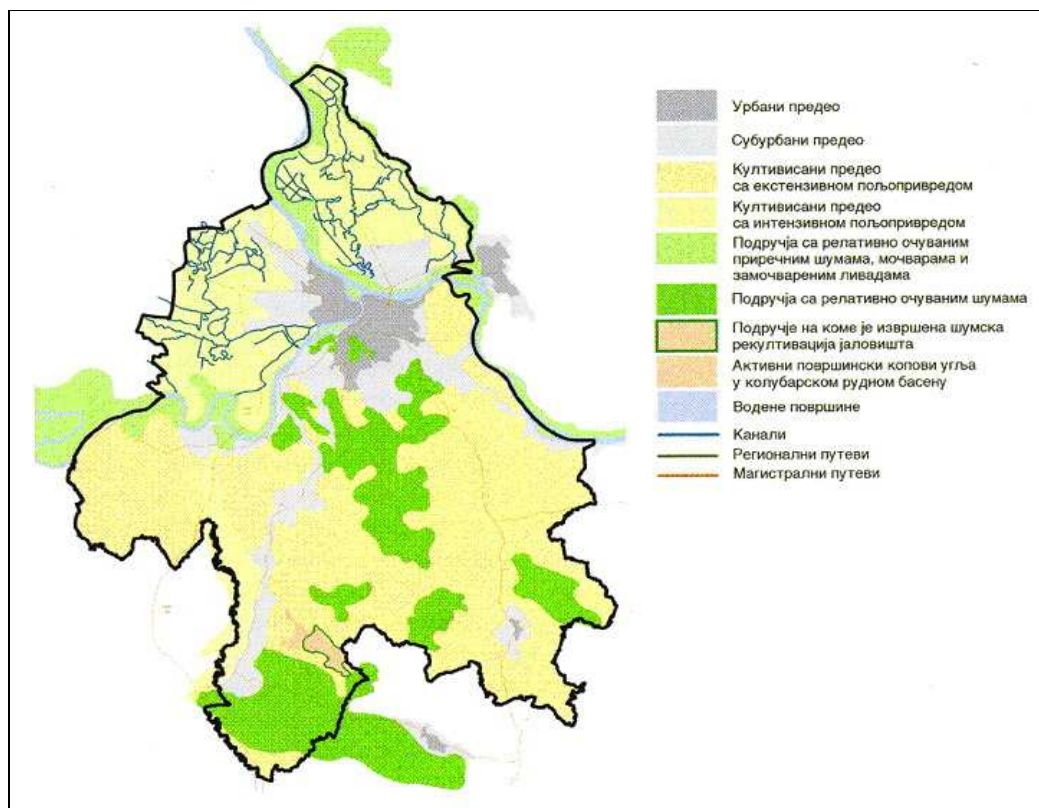 Урбани предео
Субурбани предео
Култивисани предео
са екстензивном пољопривредом
Култивисани предео
са интензивном пољопривредом
Подручја са релативно очуваним
приречним шумама, мочварама и
замочвареним ливадама
Подручја са релативно очуваним шумама
Подручје на коме је извршена шумска
рекултивација јаловишта
Активни површински копови угља
у колубарском рудном басену
Водене површине
Канали
Регионални путеви
Магистрални путеви